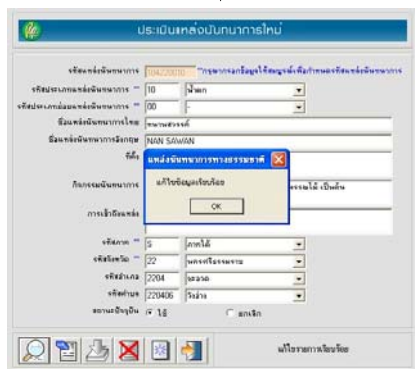 ประเมินแหล่งนันทนาการใหม่
รหัสแหล่งนันทนาการ **กรุณากรอกข้อมูลให้สมบูรณ์เพื่อกำหนดรหัสแหล่งนันทนาการ
รหัสประเภทแหล่งนันทนาการ ** 10 น้ำตก
รหัสประเภทย่อยแหล่งนันทนาการ ** 00 -
ชื่อแหล่งนันทนาการไทย
ชื่อแหล่งนันทนาการอังกฤษ NAN SAWAN
ที่ตั้ง
แหล่งนันทนาการทางธรรมชาติ
แก้ไขข้อมูลเรียบร้อย
กิจกรรมนันทนาการ
OK
การเข้าถึงแหล่ง
รหัสภาค ** 5 ภาคใต้
รหัสจังหวัด ** 22 นครศรีธรรมราช
รหัสอำเภอ 2204
รหัสตำบล 220406
สถานะปัจจุบัน ใช้ ยกเลิก
แก้ไขรายการเรียบร้อย